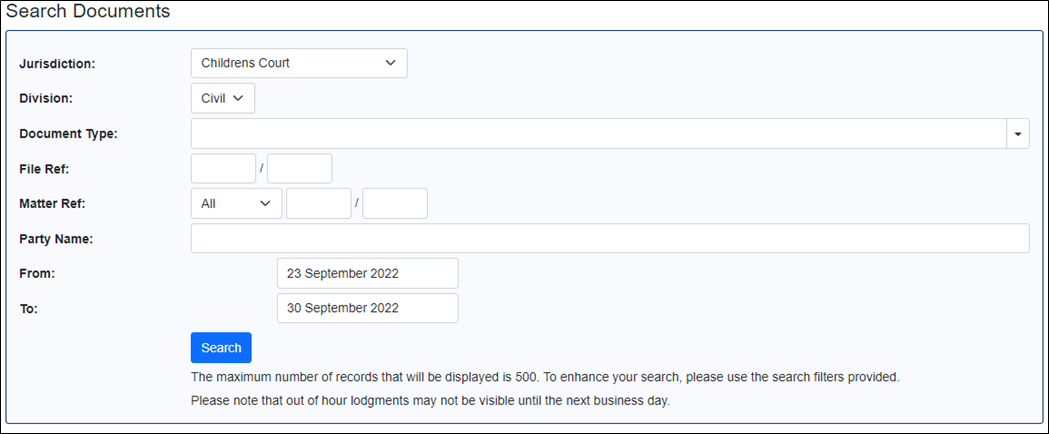 Search Documents
Jurisdiction: Childrens Court
Division: Civil
Document Type:
File Ref: /
Matter Ref: All /
Party Name:
From: 23 September 2022
To: 30 September 2022
Search
The maximum number of records that will be displayed is 500. To enhance your search, please use the search filters provided.
Please note that out of hour lodgments may not be visible until the next business day.